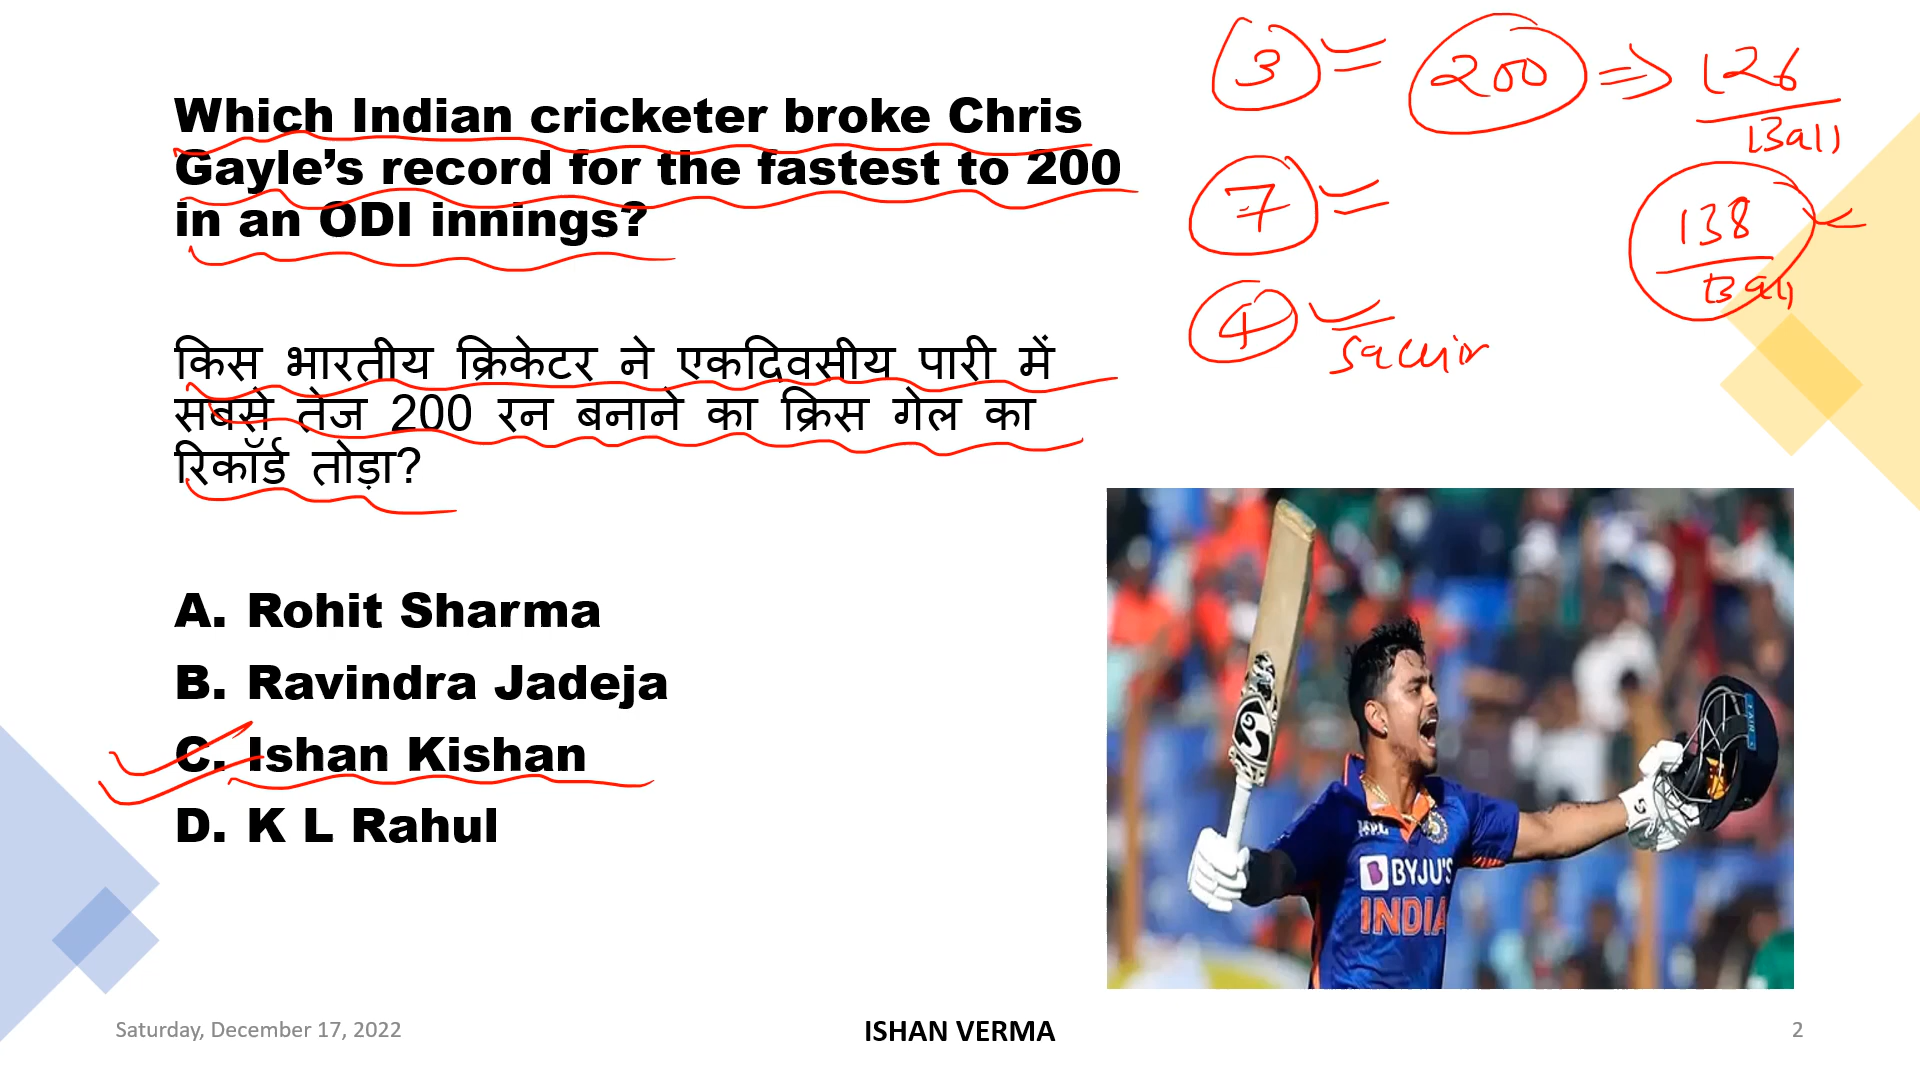 Which Indian cricketer broke Chris
Gayle’s record for the fastest to 200
in an ODI innings?
किस भारतीय क्रिकेटर ने एकदिवसीय पारी में
सबसे तेज 200 रन बनाने का क्रिस गेल का
रिकॉर्ड तोड़ा?
A. Rohit Sharma
B. Ravindra Jadeja
C. Ishan Kishan
D. K L Rahul
3 = 200 ⇒ 126
Ball
7 =
138
Ball
BYJU'S
INDIA
Saturday, December 17, 2022
ISHAN VERMA
2